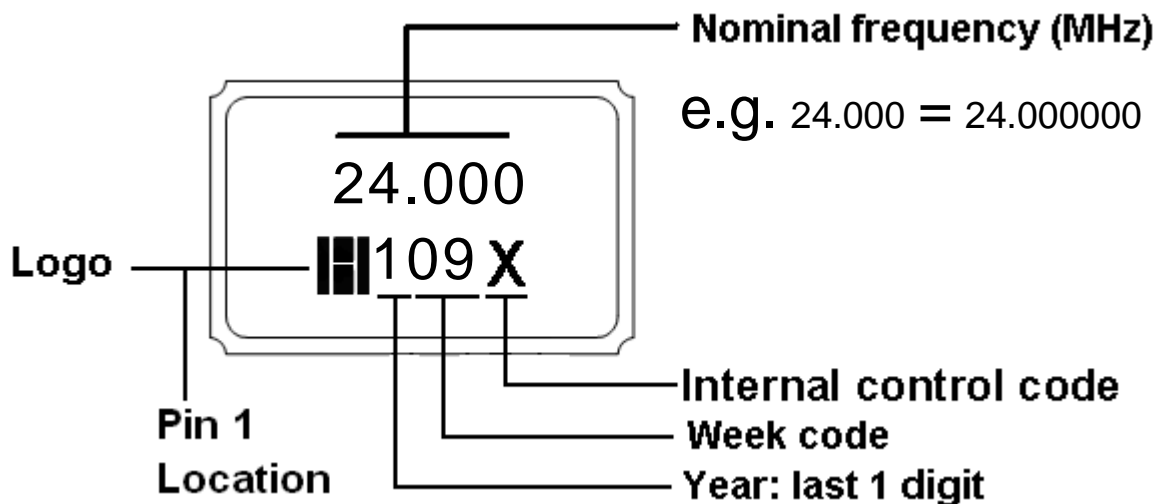 Nominal frequency (MHz)
e.g. 24.000 = 24.000000
24.000
109 X
Logo
Internal control code
Pin 1
Location
Week code
Year: last 1 digit